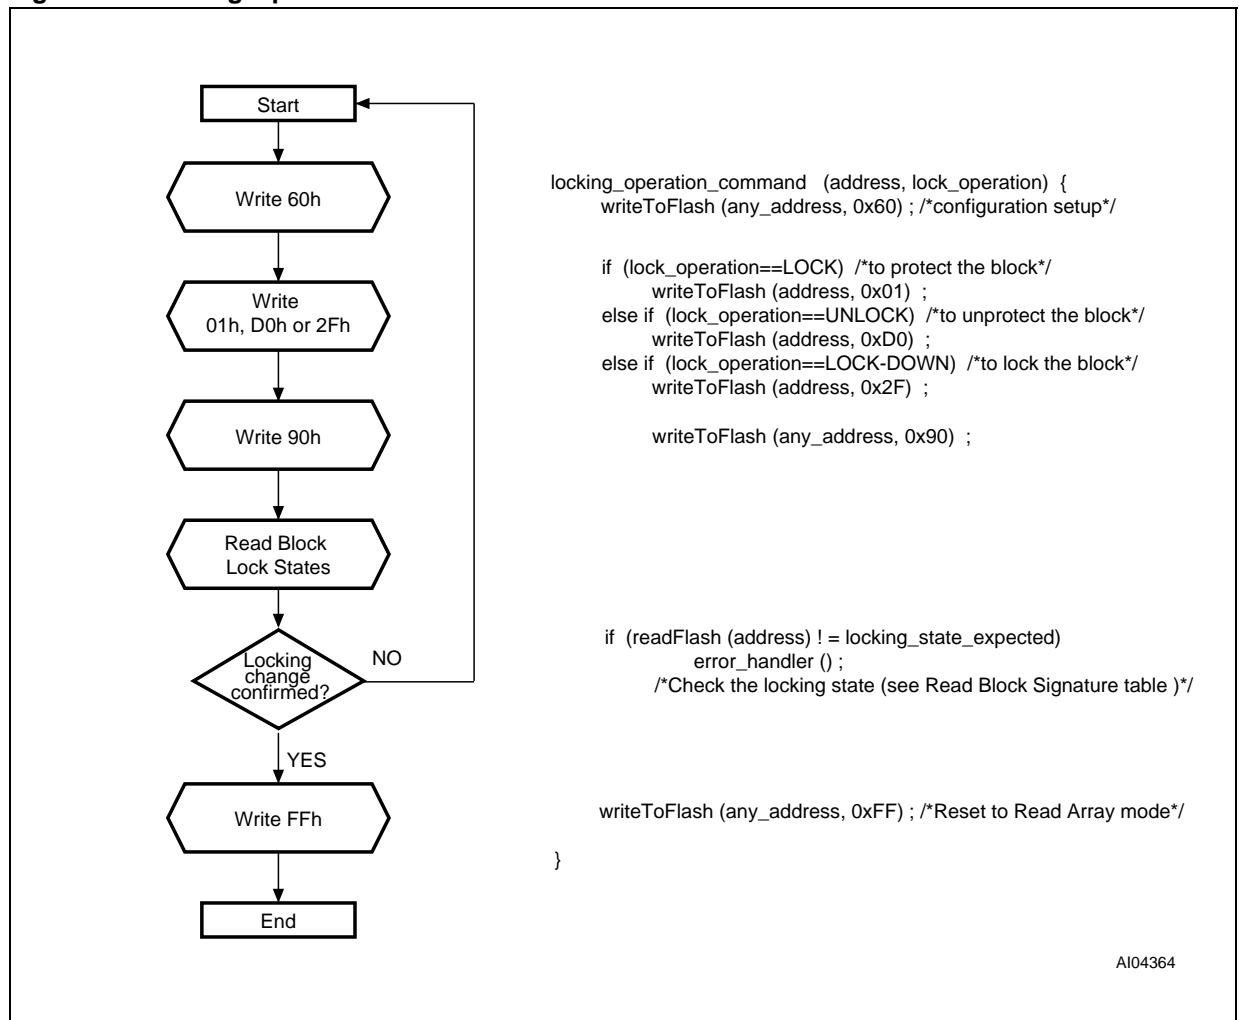 Start
Write 60h
Write
01h, D0h or 2Fh
Write 90h
Read Block
Lock States
Locking
change
confirmed?
NO
YES
Write FFh
End
locking_operation_command (address, lock_operation) {
writeToFlash (any_address, 0x60) ; /*configuration setup*/
if (lock_operation==LOCK) /*to protect the block*/
writeToFlash (address, 0x01) ;
else if (lock_operation==UNLOCK) /*to unprotect the block*/
writeToFlash (address, 0xD0) ;
else if (lock_operation==LOCK-DOWN) /*to lock the block*/
writeToFlash (address, 0x2F) ;
writeToFlash (any_address, 0x90) ;
if (readFlash (address) ! = locking_state_expected)
error_handler () ;
/*Check the locking state (see Read Block Signature table )*/
writeToFlash (any_address, 0xFF) ; /*Reset to Read Array mode*/
}
AI04364